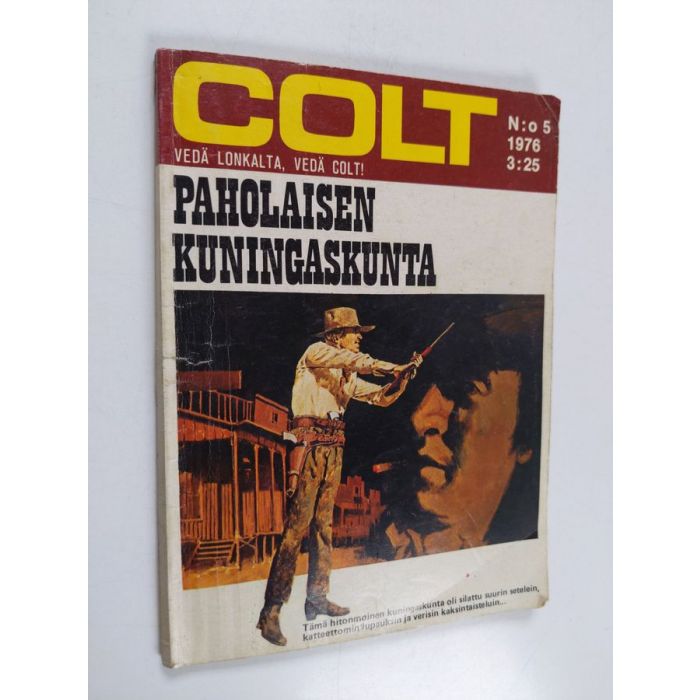 COLT
N:o 5
1976
3:25
VEDÄ LONKALTA, VEDÄ COLT!
PAHOLAISEN
KUNINGASKUNTA
Tämä hitonmoinen kuningaskunta oli silattu suurin setelein,
katteettomin lupauksin ja verisin kaksintaisteluin...